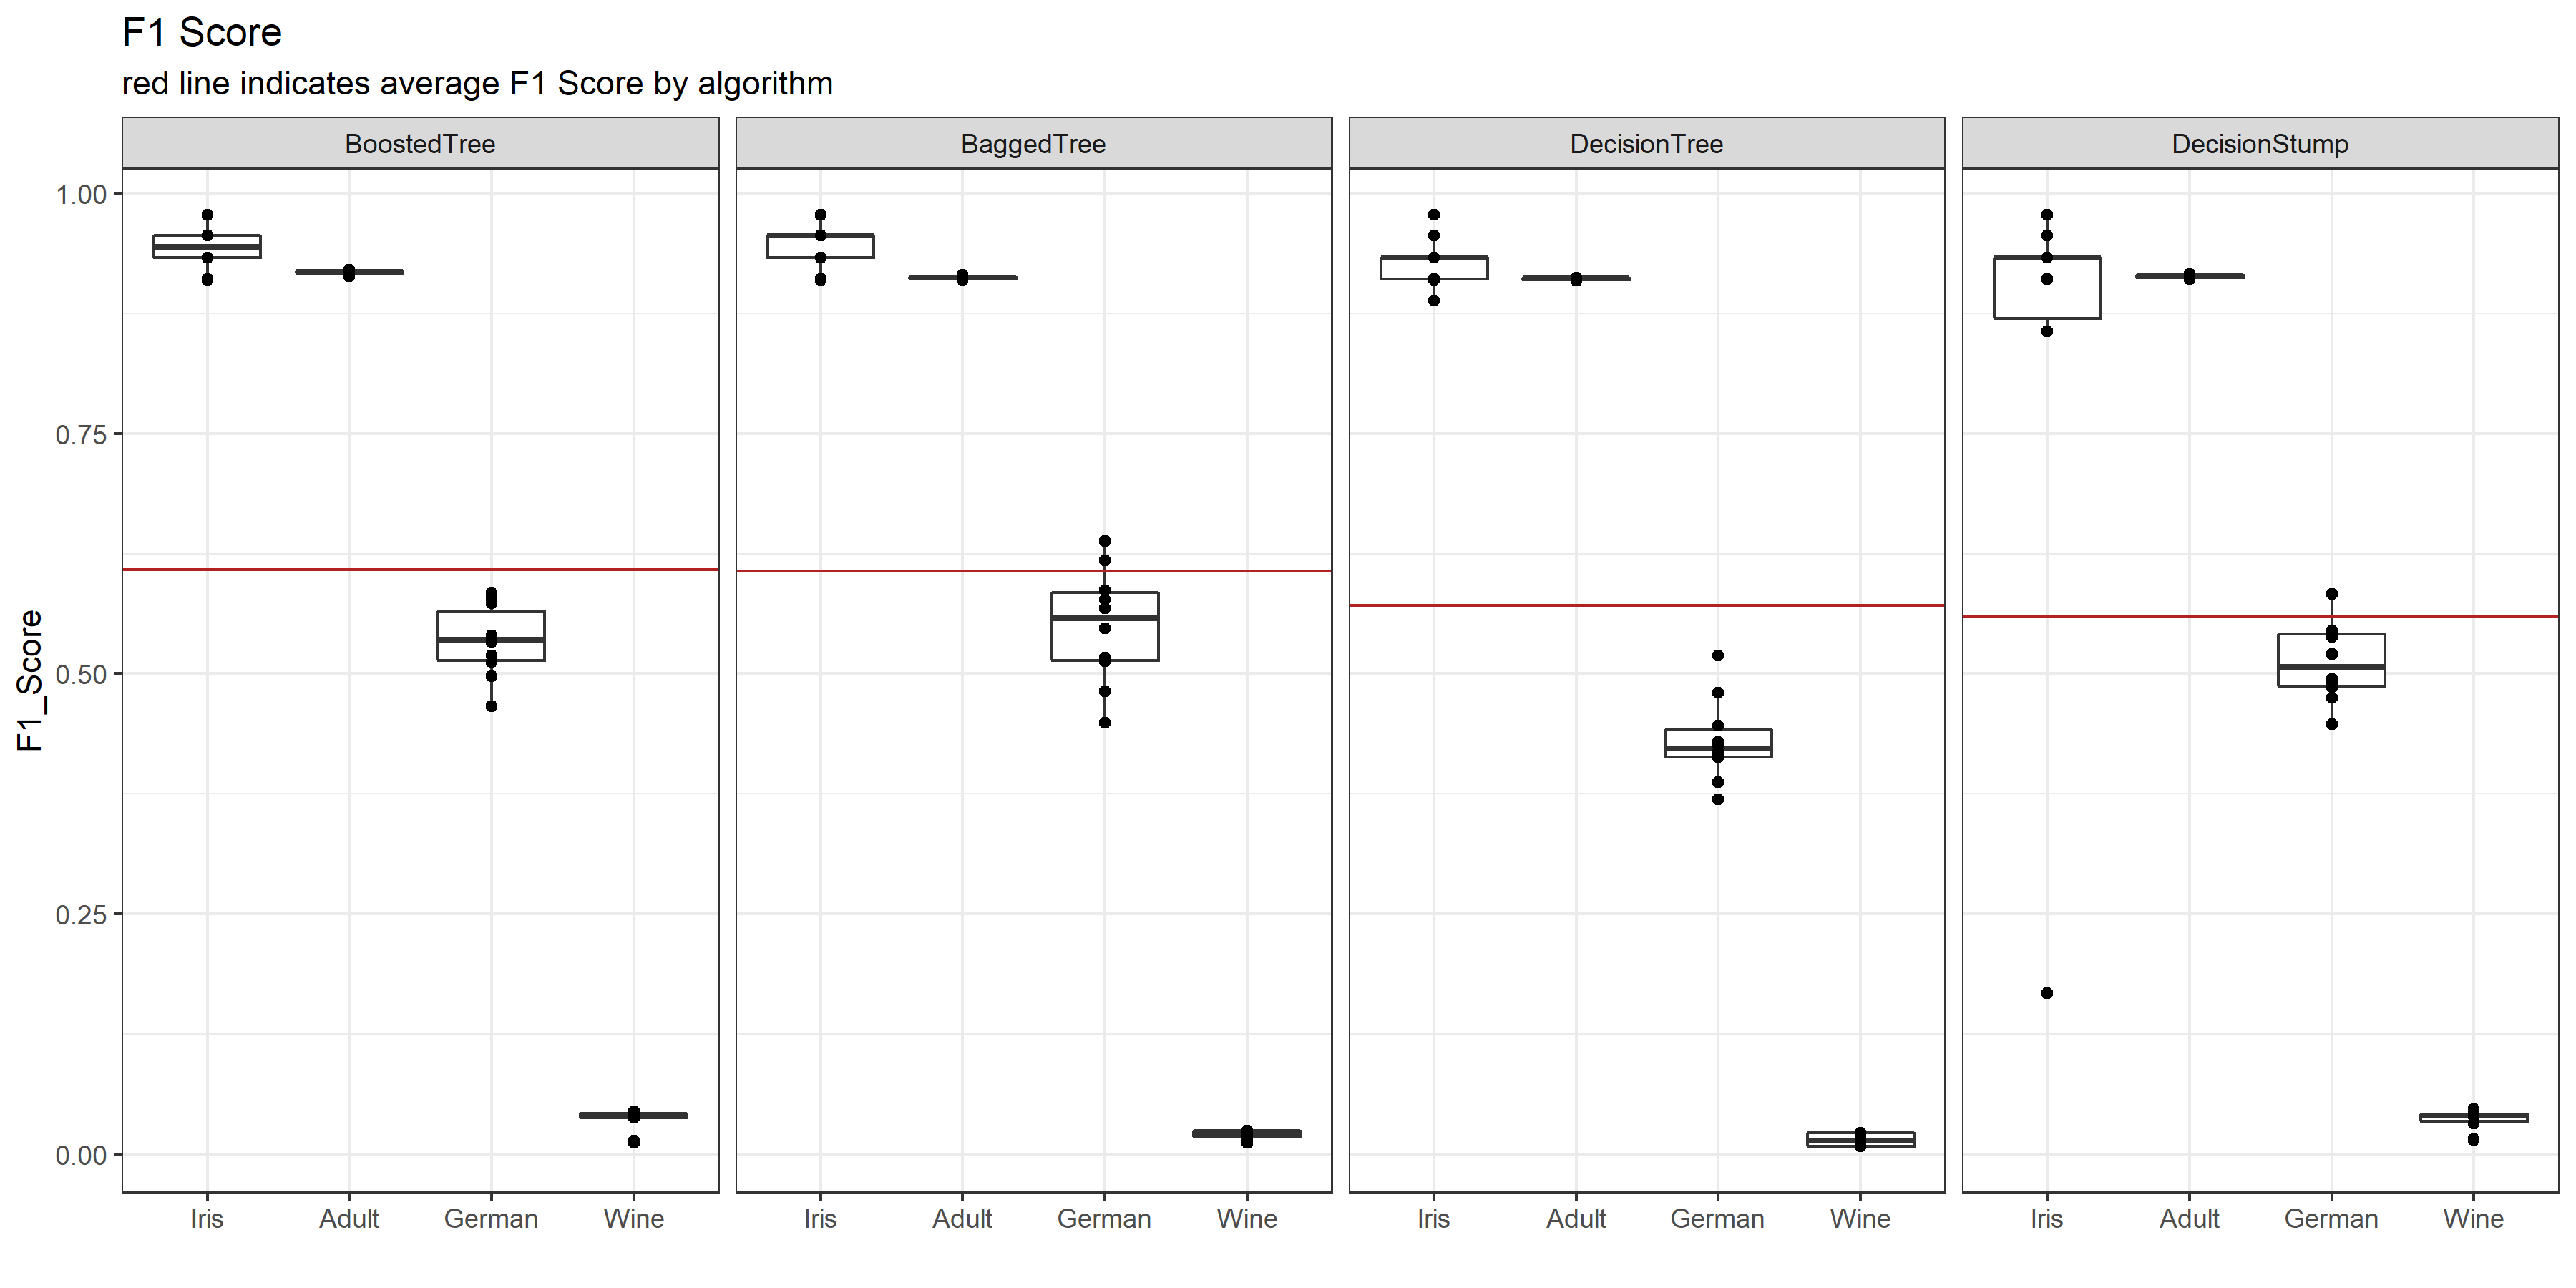 F1 Score
red line indicates average F1 Score by algorithm
BoostedTree BaggedTree DecisionTree DecisionStump
F1_Score
1.00
0.75
0.50
0.25
0.00
Iris Adult German Wine Iris Adult German Wine Iris Adult German Wine Iris Adult German Wine